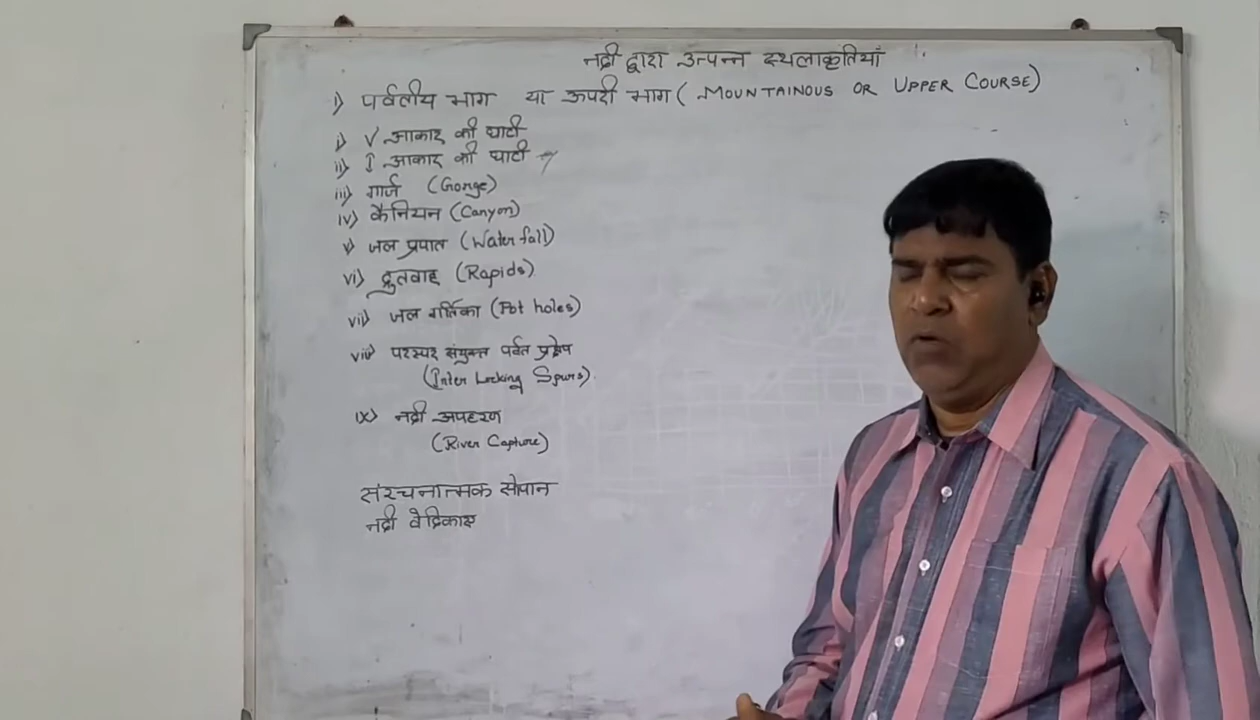 नदी द्वारा उत्पन्न स्थलाकृतियाँ
i) पर्वतीय भाग या ऊपरी भाग ( MOUNTAINOUS OR UPPER COURSE)
i) V आकार की घाटी
ii) I आकार की घाटी
iii) गार्ज (Gorge)
iv) कैनियन (Canyon)
v) जल प्रपात (Water fall)
vi) द्रुतवाह (Rapids)
vii) जल गर्तिका (Pot holes)
viii) परस्पर संयुक्त पर्वत प्रक्षेप
(Inter Locking Spurs).
ix) नदी अपहरण
(River Capture)
संरचनात्मक सोपान
नदी वेदिकाए